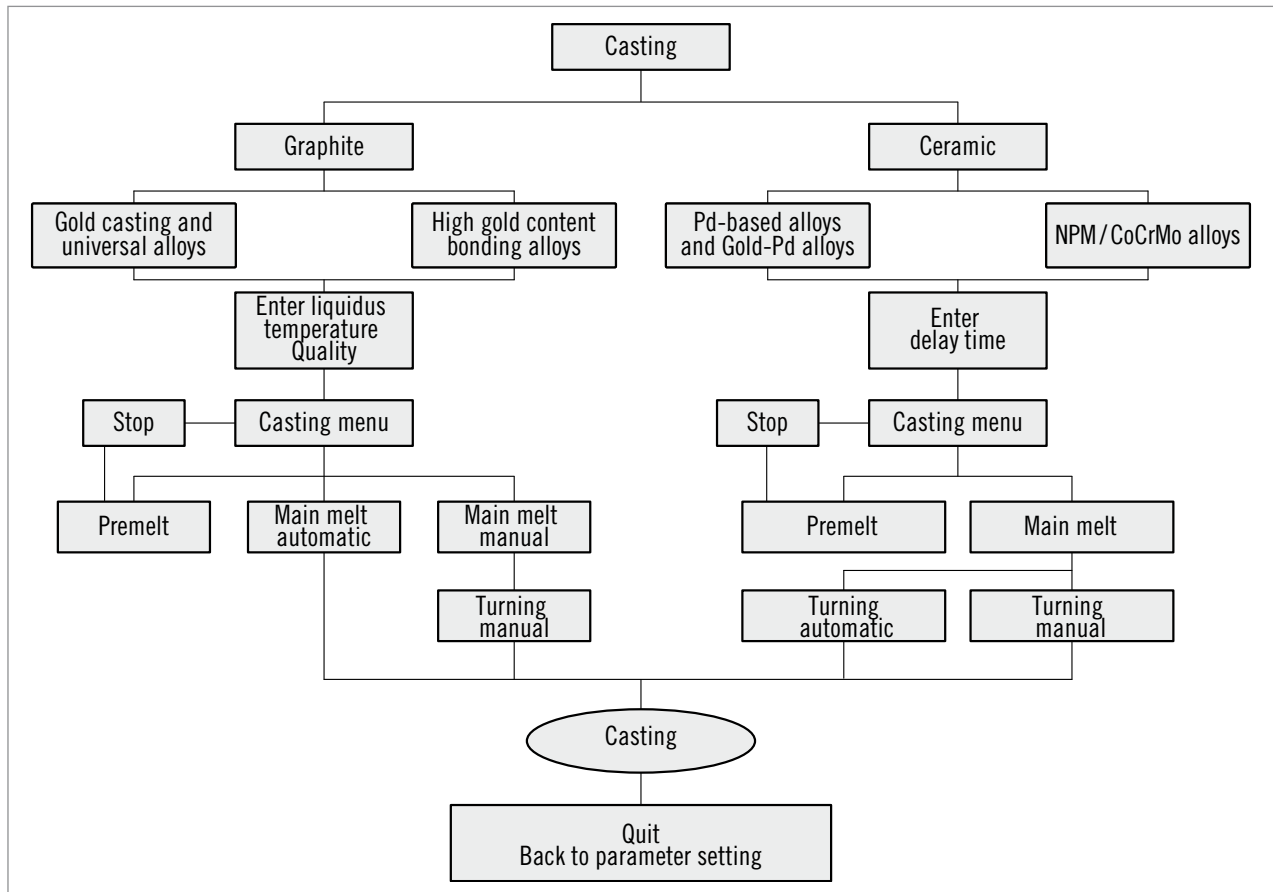 Casting
Graphite
Ceramic
Gold casting and
universal alloys
High gold content
bonding alloys
Pd-based alloys
and Gold-Pd alloys
NPM / CoCrMo alloys
Enter liquidus
temperature
Quality
Enter
delay time
Stop
Casting menu
Stop
Casting menu
Premelt
Main melt
automatic
Main melt
manual
Premelt
Main melt
Turning
manual
Turning
automatic
Turning
manual
Casting
Quit
Back to parameter setting